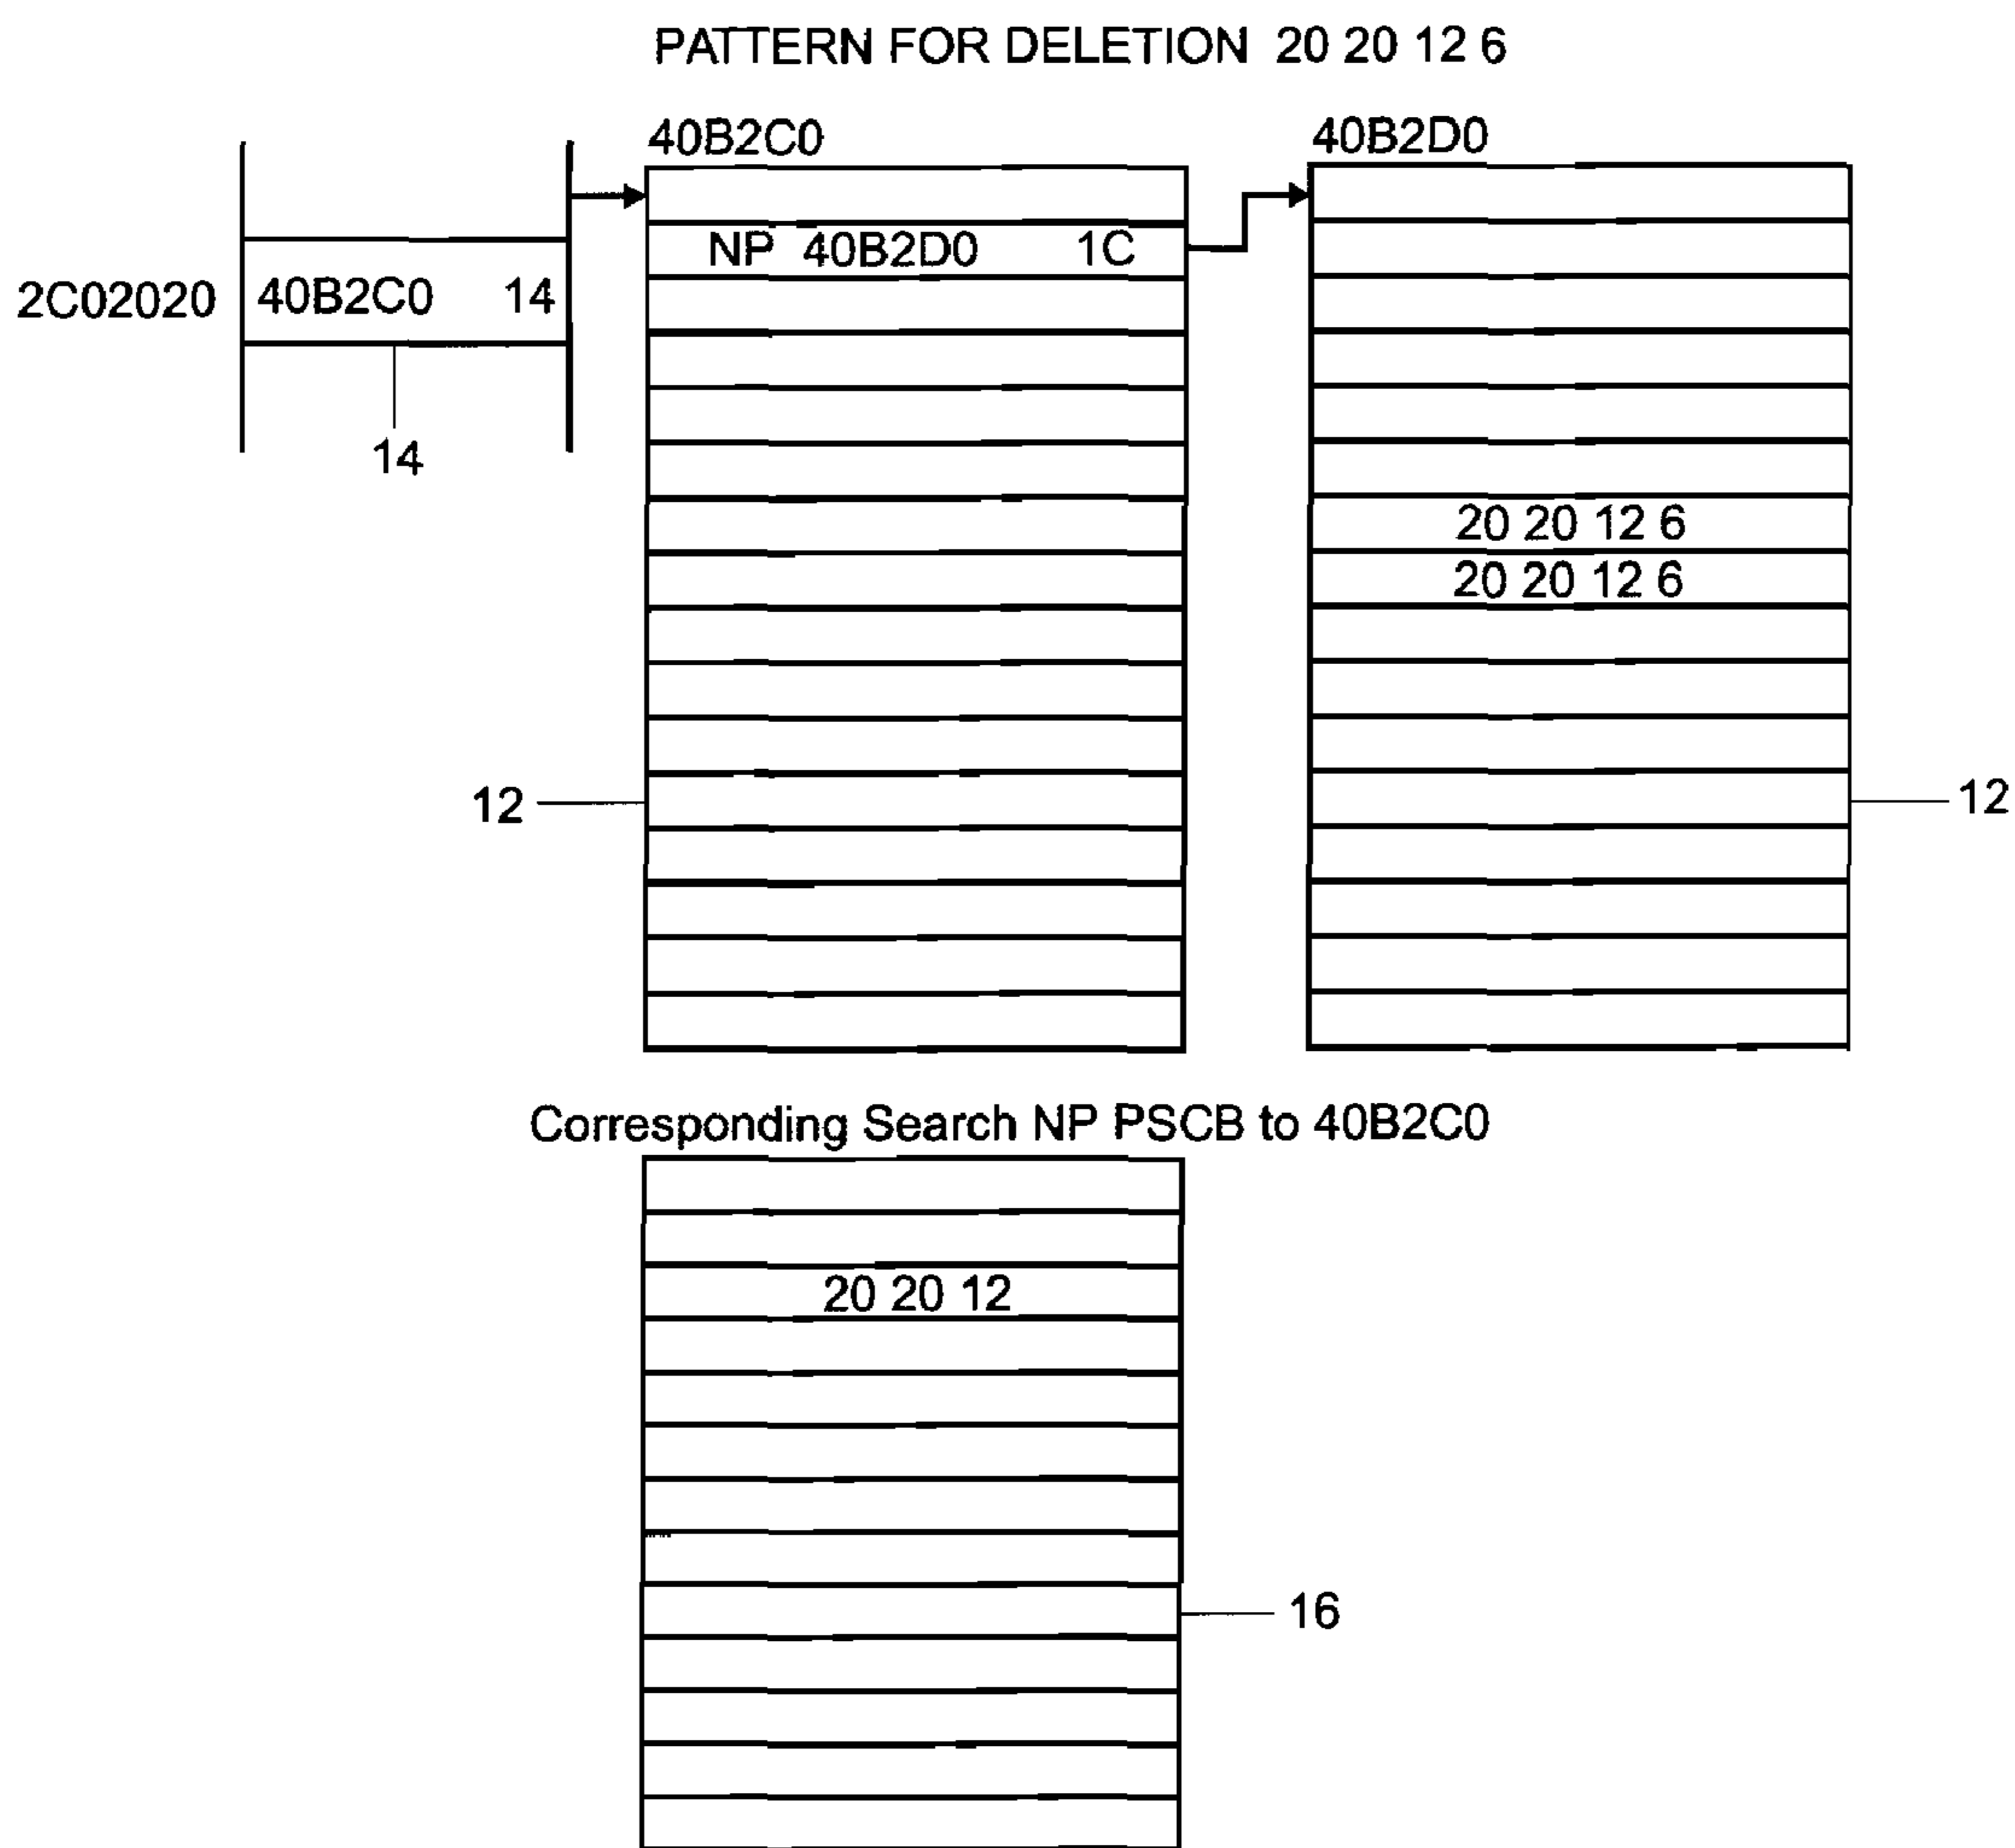 PATTERN FOR DELETION 20 20 12 6
40B2C0
40B2D0
NP 40B2D0 1C
2C02020
40B2C0 14
14
20 20 12 6
20 20 12 6
12
12
Corresponding Search NP PSCB to 40B2C0
20 20 12
16